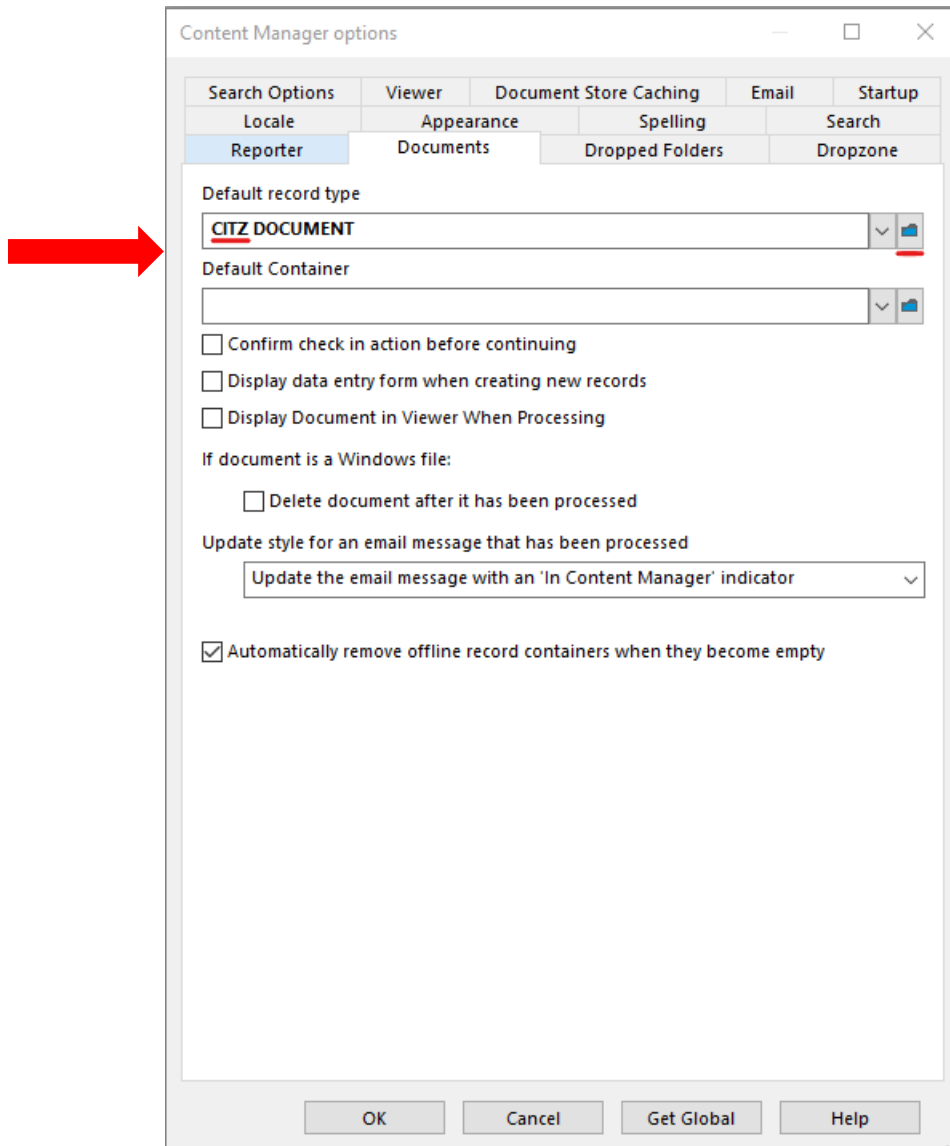 Content Manager options
Search Options Viewer Document Store Caching Email Startup
Locale Appearance Spelling Search
Reporter Documents Dropped Folders Dropzone
Default record type
CITZ DOCUMENT
Default Container
Confirm check in action before continuing
Display data entry form when creating new records
Display Document in Viewer When Processing
If document is a Windows file:
Delete document after it has been processed
Update style for an email message that has been processed
Update the email message with an 'In Content Manager' indicator
Automatically remove offline record containers when they become empty
OK Cancel Get Global Help